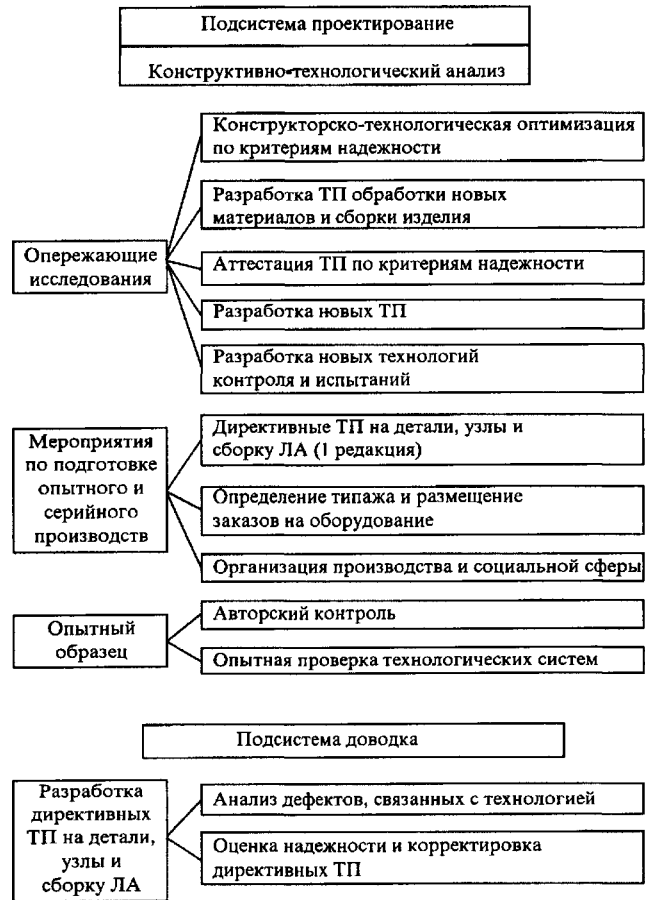 Подсистема проектирование
Конструктивно-технологический анализ
Опережающие
исследования
Конструкторско-технологическая оптимизация
по критериям надежности
Разработка ТП обработки новых
материалов и сборки изделия
Аттестация ТП по критериям надежности
Разработка новых ТП
Разработка новых технологий
контроля и испытаний
Мероприятия
по подготовке
опытного и
серийного
производств
Директивные ТП на детали, узлы и
сборку ЛА (1 редакция)
Определение типажа и размещение
заказов на оборудование
Организация производства и социальной сферы
Опытный
образец
Авторский контроль
Опытная проверка технологических систем
Подсистема доводка
Разработка
директивных
ТП на детали,
узлы и
сборку ЛА
Анализ дефектов, связанных с технологией
Оценка надежности и корректировка
директивных ТП